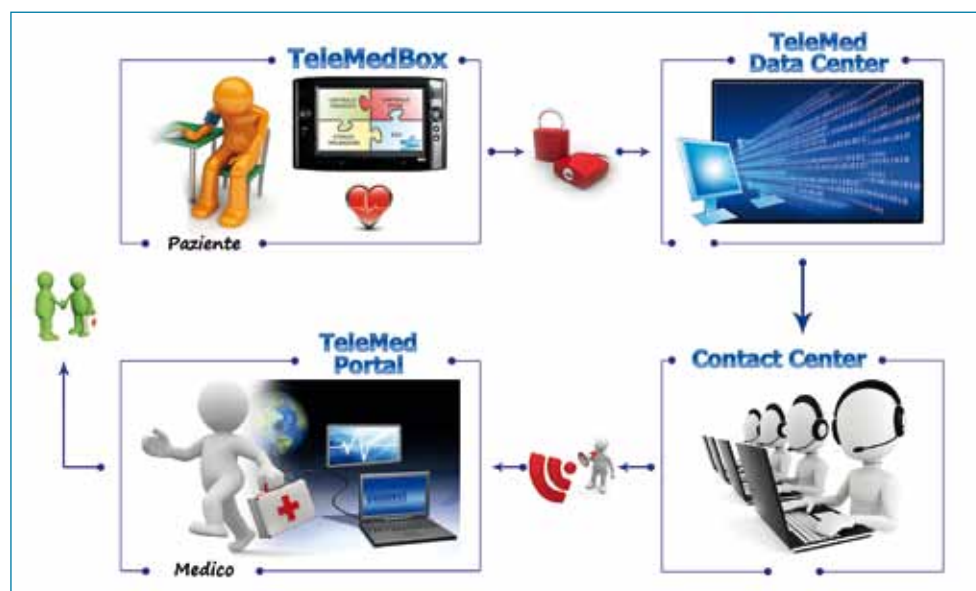 TeleMedBox
Paziente
TeleMed
Data Center
TeleMed
Portal
Medico
Contact Center